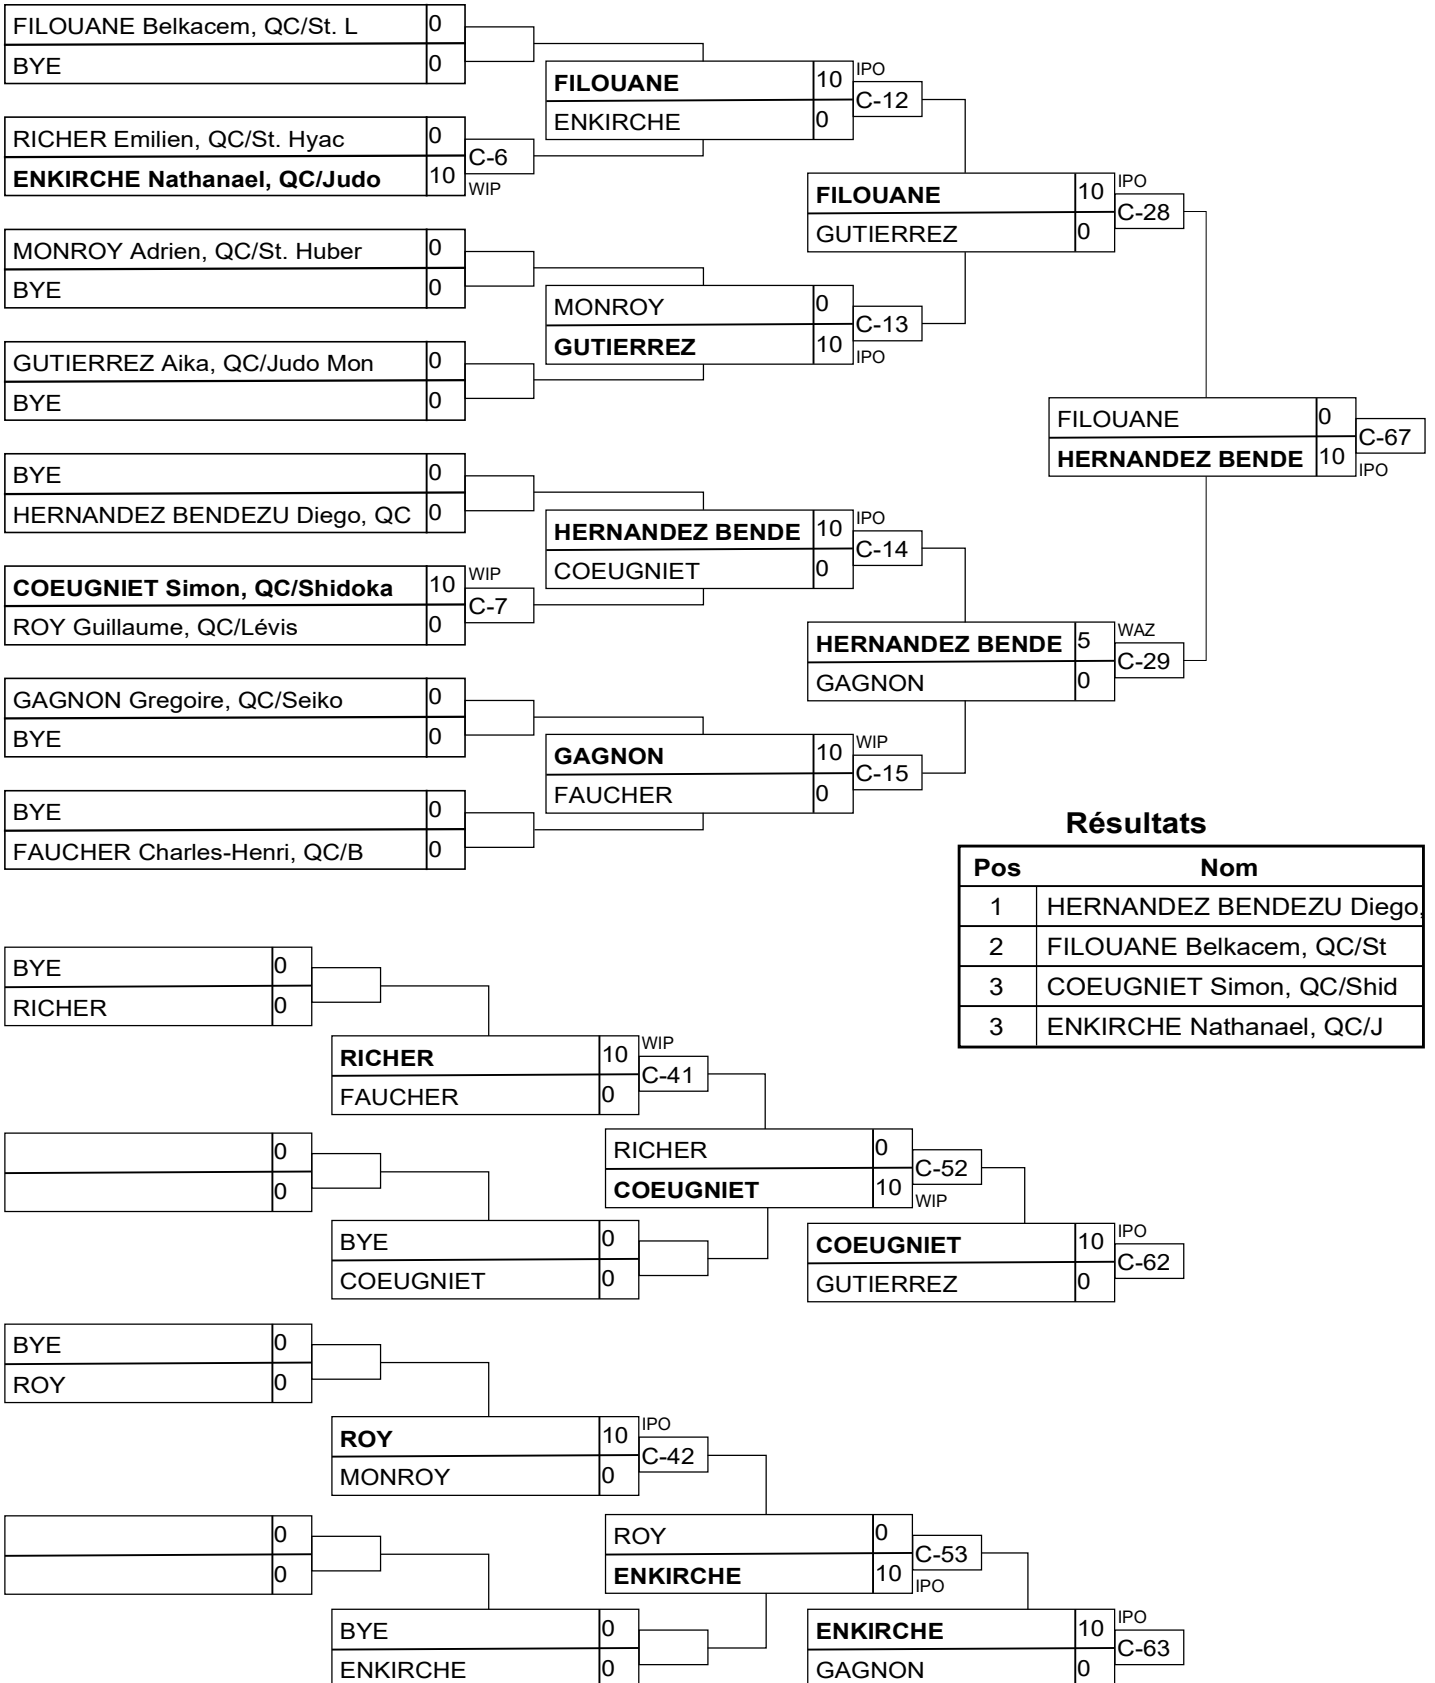 FILOUANE Belkacem, QC/St. L 0
BYE 0
RICHER Emilien, QC/St. Hyac 0
ENKIRCHE Nathanael, QC/Judo 10
C-6
WIP
MONROY Adrien, QC/St. Huber 0
BYE 0
GUTIERREZ Aika, QC/Judo Mon 0
BYE 0
BYE 0
HERNANDEZ BENDEZU Diego, QC 0
COEUGNIET Simon, QC/Shidoka 10
ROY Guillaume, QC/Lévis 0
WIP
C-7
GAGNON Gregoire, QC/Seiko 0
BYE 0
BYE 0
FAUCHER Charles-Henri, QC/B 0
FILOUANE 10
ENKIRCHE 0
IPO
C-12
MONROY 0
GUTIERREZ 10
C-13
IPO
HERNANDEZ BENDE 10
COEUGNIET 0
IPO
C-14
GAGNON 10
FAUCHER 0
WIP
C-15
FILOUANE 10
GUTIERREZ 0
IPO
C-28
HERNANDEZ BENDE 5
GAGNON 0
WAZ
C-29
FILOUANE 0
HERNANDEZ BENDE 10
C-67
IPO
Résultats
Pos Nom
1 HERNANDEZ BENDEZU Diego,
2 FILOUANE Belkacem, QC/St
3 COEUGNIET Simon, QC/Shid
3 ENKIRCHE Nathanael, QC/J
BYE 0
RICHER 0
RICHER 10
FAUCHER 0
WIP
C-41
0
0
BYE 0
COEUGNIET 0
RICHER 0
COEUGNIET 10
C-52
WIP
COEUGNIET 10
GUTIERREZ 0
IPO
C-62
BYE 0
ROY 0
ROY 10
MONROY 0
IPO
C-42
0
0
BYE 0
ENKIRCHE 0
ROY 0
ENKIRCHE 10
C-53
IPO
ENKIRCHE 10
GAGNON 0
IPO
C-63